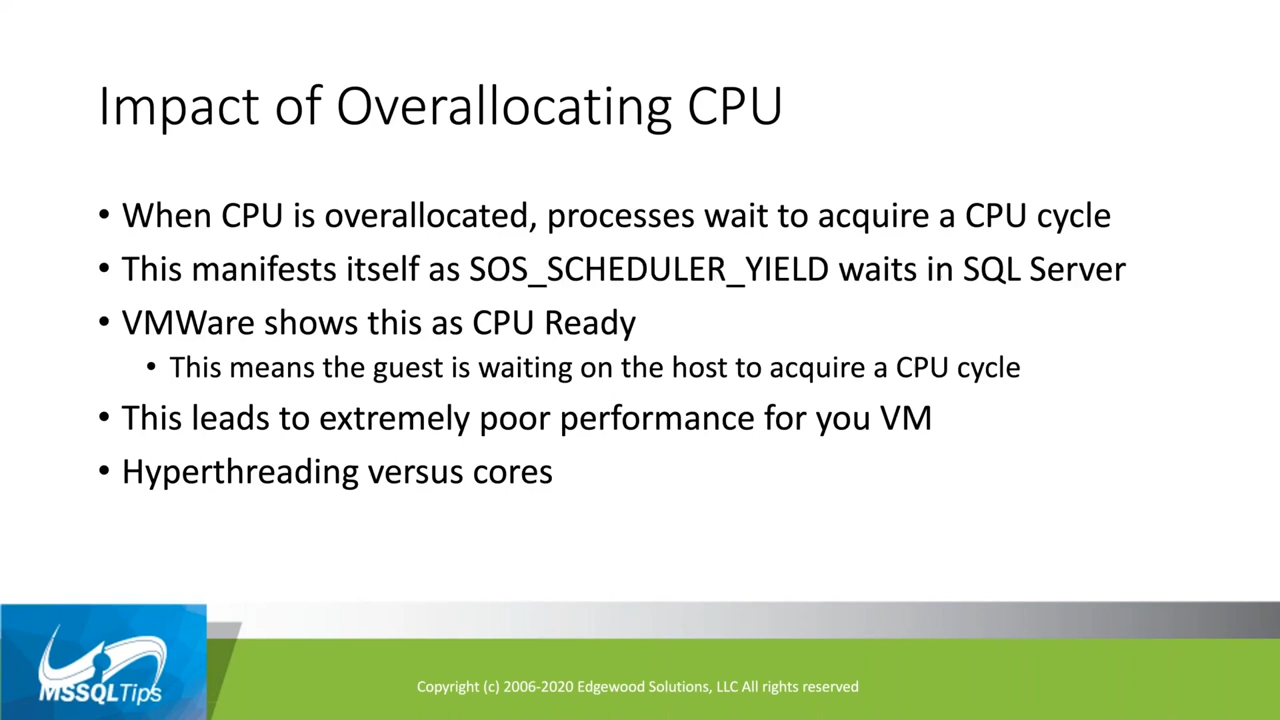 Impact of Overallocating CPU
• When CPU is overallocated, processes wait to acquire a CPU cycle
• This manifests itself as SOS_SCHEDULER_YIELD waits in SQL Server
• VMWare shows this as CPU Ready
• This means the guest is waiting on the host to acquire a CPU cycle
• This leads to extremely poor performance for you VM
• Hyperthreading versus cores
MSSQLTips
Copyright (c) 2006-2020 Edgewood Solutions, LLC All rights reserved